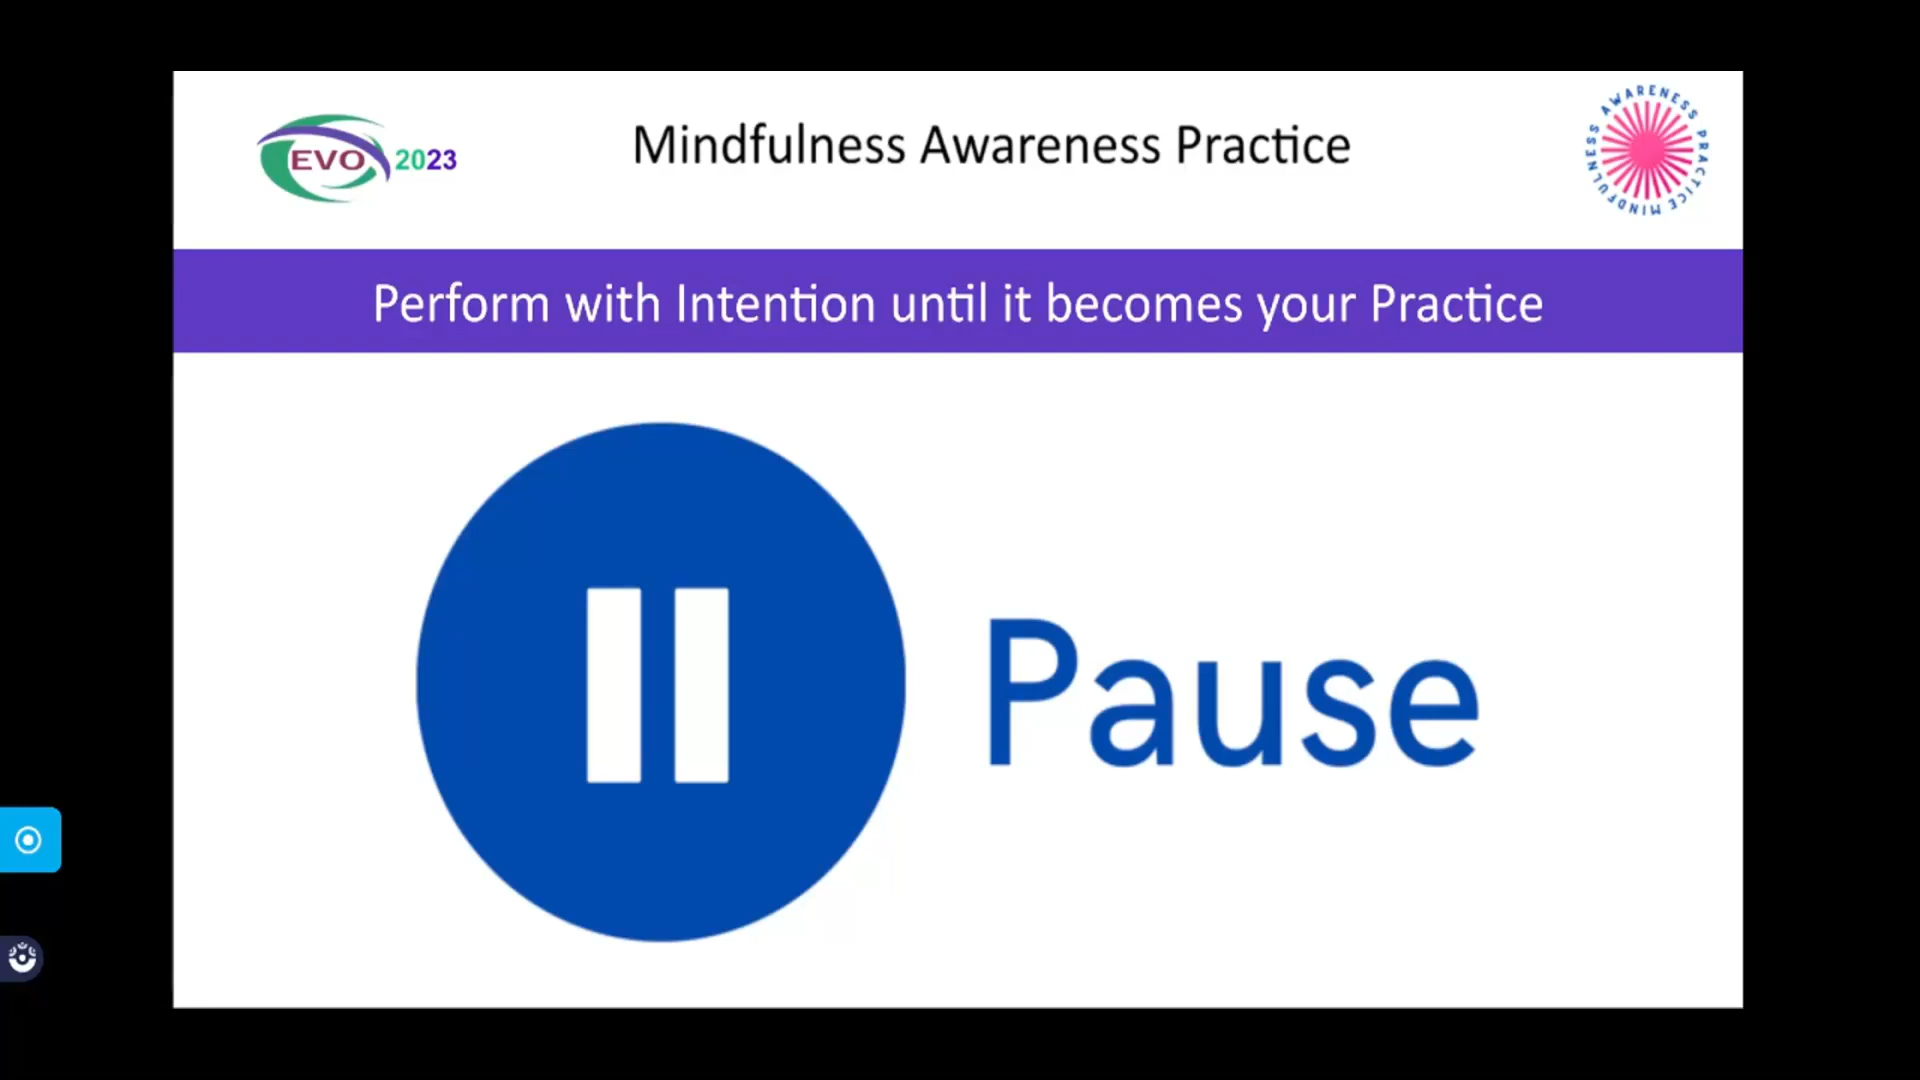 EVO 2023
Mindfulness Awareness Practice
MINDFULNESS AWARENESS PRACTICE
Perform with Intention until it becomes your Practice
Pause